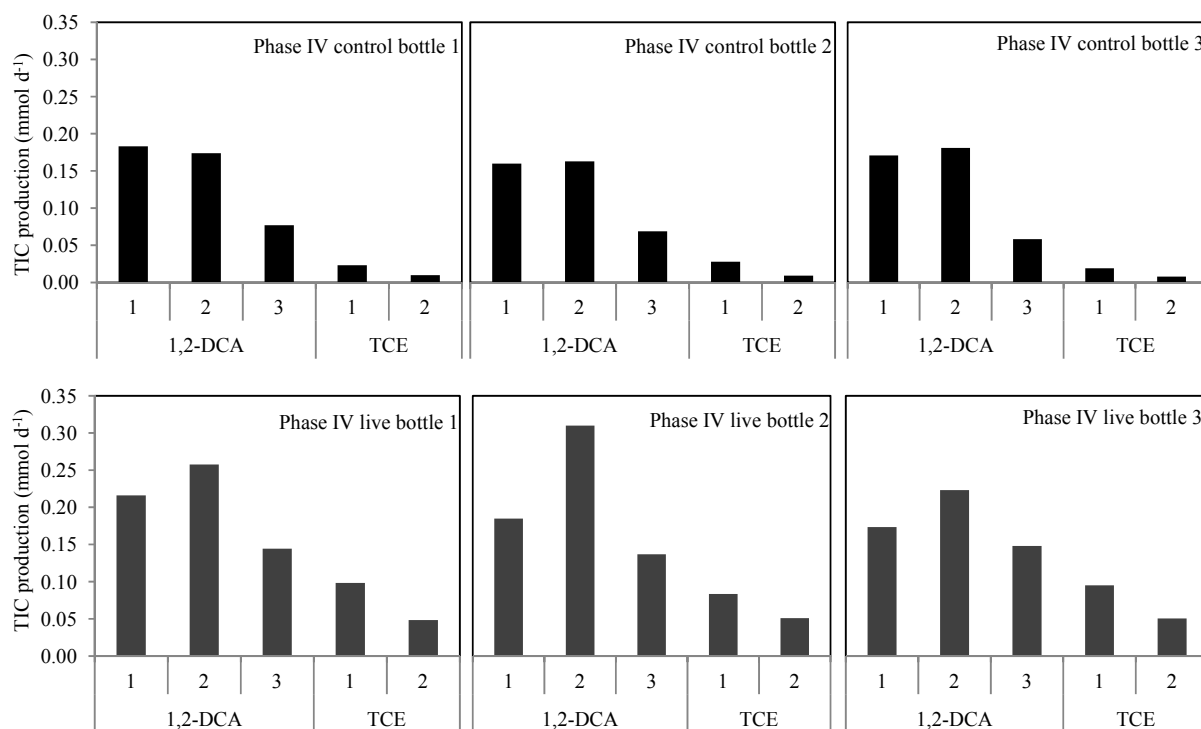 TIC production (mmol d-1)
0.35
0.30
0.25
0.20
0.15
0.10
0.05
0.00
Phase IV control bottle 1
1 2 3 1 2
1,2-DCA TCE
Phase IV control bottle 2
1 2 3 1 2
1,2-DCA TCE
Phase IV control bottle 3
1 2 3 1 2
1,2-DCA TCE
TIC production (mmol d-1)
0.35
0.30
0.25
0.20
0.15
0.10
0.05
0.00
Phase IV live bottle 1
1 2 3 1 2
1,2-DCA TCE
Phase IV live bottle 2
1 2 3 1 2
1,2-DCA TCE
Phase IV live bottle 3
1 2 3 1 2
1,2-DCA TCE